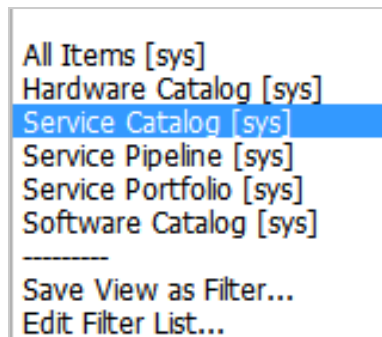 All Items [sys]
Hardware Catalog [sys]
Service Catalog [sys]
Service Pipeline [sys]
Service Portfolio [sys]
Software Catalog [sys]
---------
Save View as Filter...
Edit Filter List...